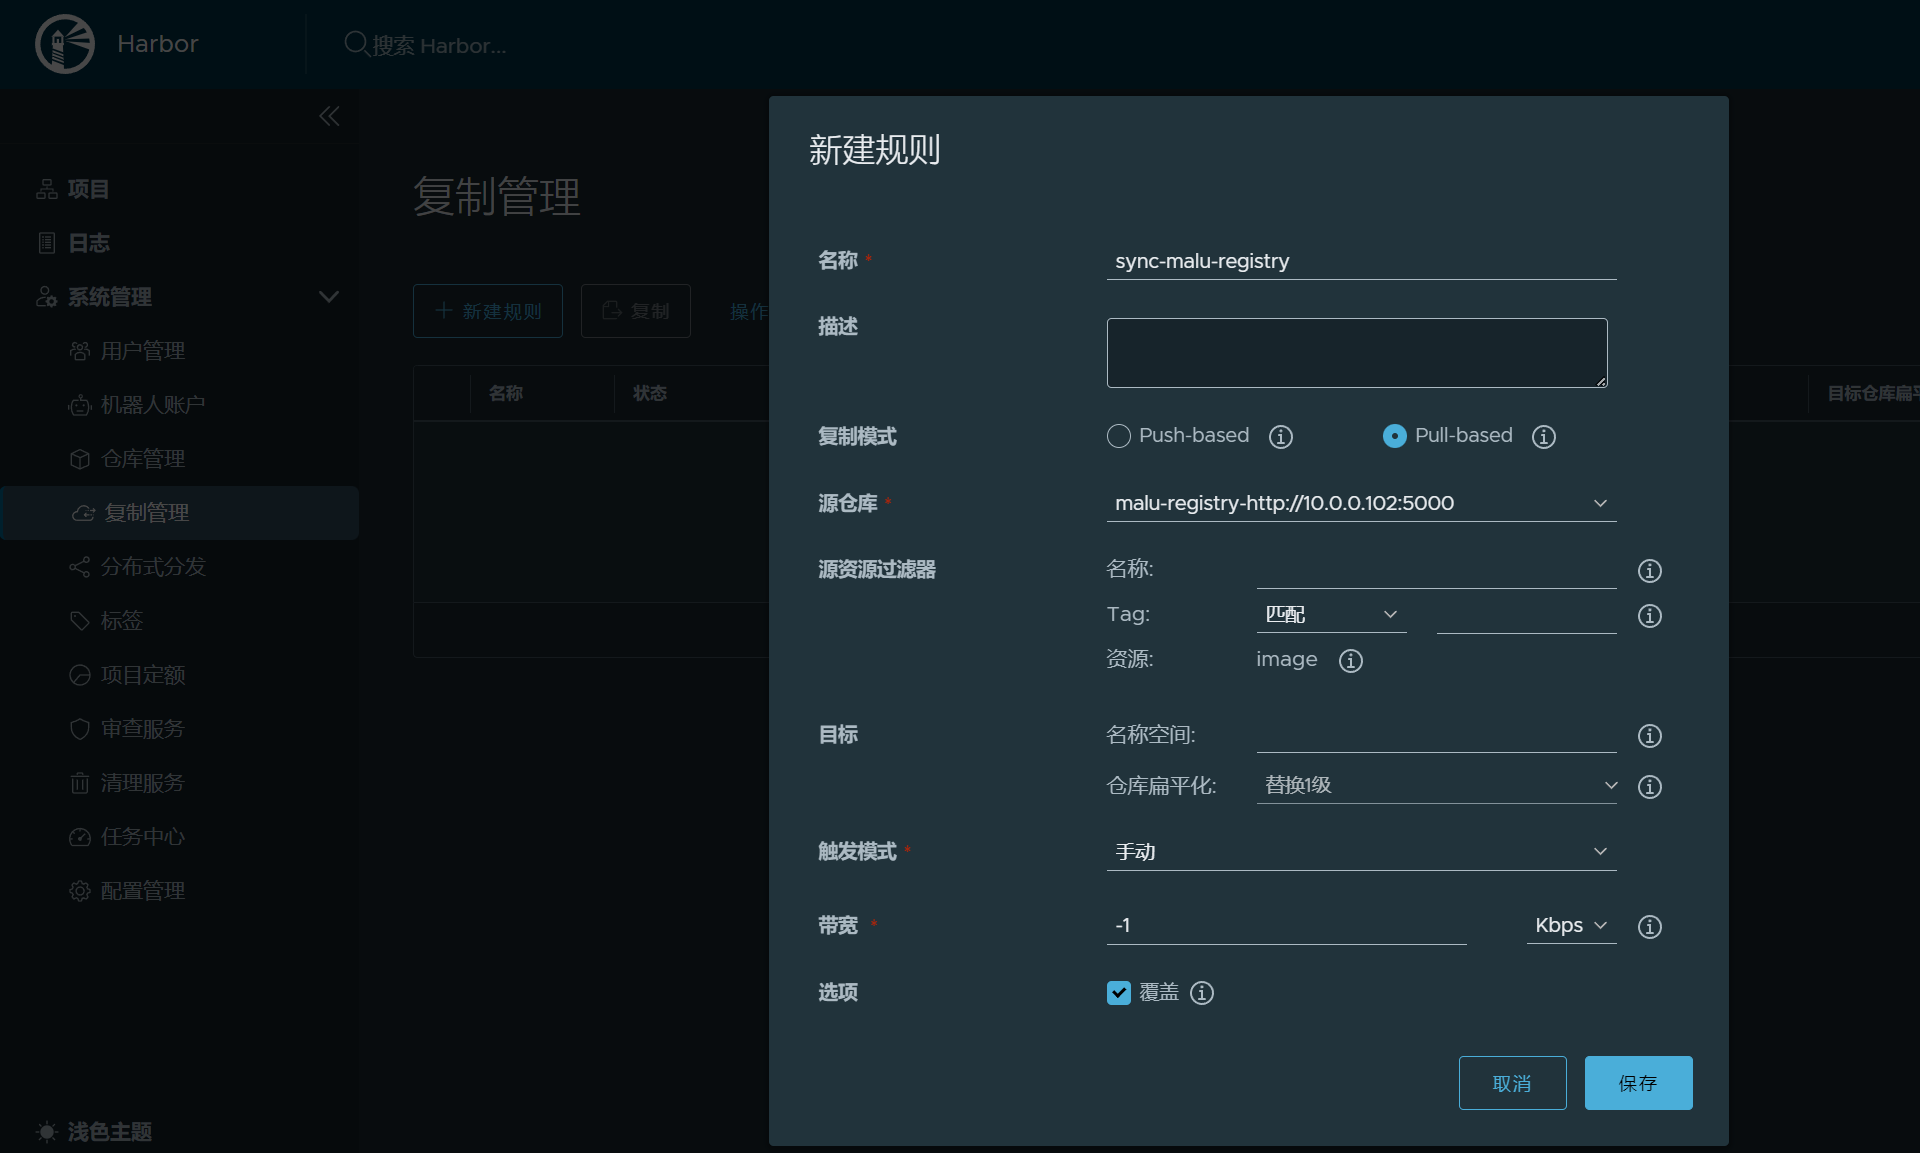 Harbor
搜索 Harbor...
项目
日志
系统管理
用户管理
机器人账户
仓库管理
复制管理
分布式分发
标签
项目定额
审查服务
清理服务
任务中心
配置管理
浅色主题
复制管理
新建规则
复制
操作
名称
状态
目标仓库扁平
新建规则
名称 *
sync-malu-registry
描述
复制模式
Push-based
Pull-based
源仓库 *
malu-registry-http://10.0.0.102:5000
源资源过滤器
名称:
Tag:
匹配
资源:
image
目标
名称空间:
仓库扁平化:
替换1级
触发模式 *
手动
带宽 *
-1
Kbps
选项
覆盖
取消
保存